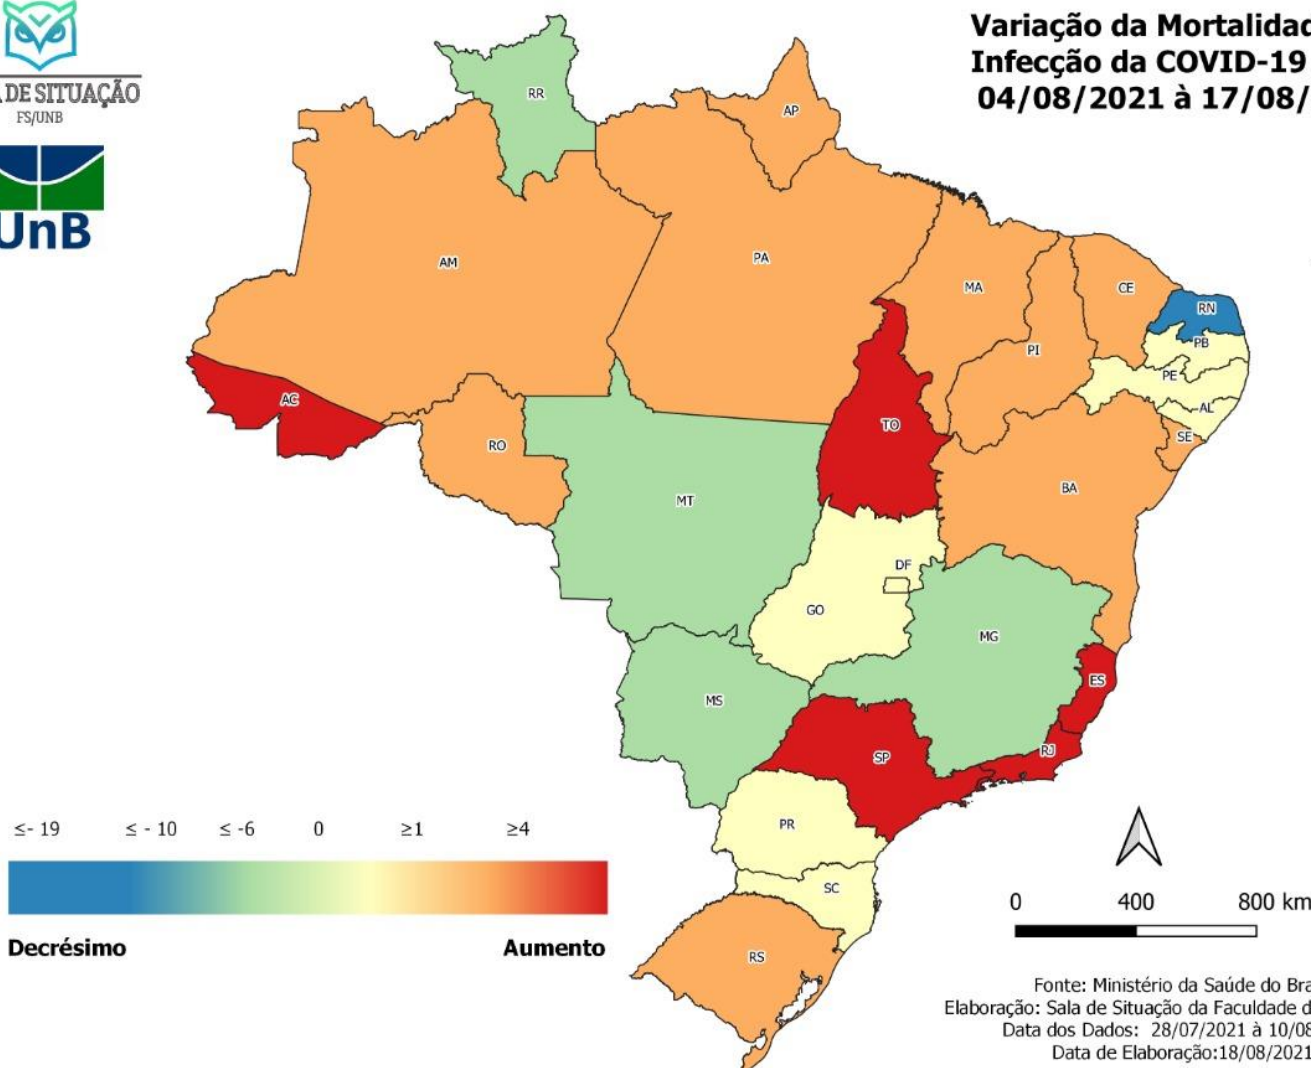 Variação da Mortalidad
Infecção da COVID-19
04/08/2021 à 17/08/
DE SITUAÇÃO
FS/UNB
UnB
RR
AP
AM
PA
MA
CE
RN
PB
PI
PE
AL
AC
TO
SE
RO
BA
MT
DF
GO
MG
ES
MS
RJ
SP
PR
SC
RS
≤- 19 ≤ - 10 ≤ -6 0 ≥1 ≥4
Decrésimo Aumento
0 400 800 km
Fonte: Ministério da Saúde do Bra
Elaboração: Sala de Situação da Faculdade d
Data dos Dados: 28/07/2021 à 10/08
Data de Elaboração:18/08/2021